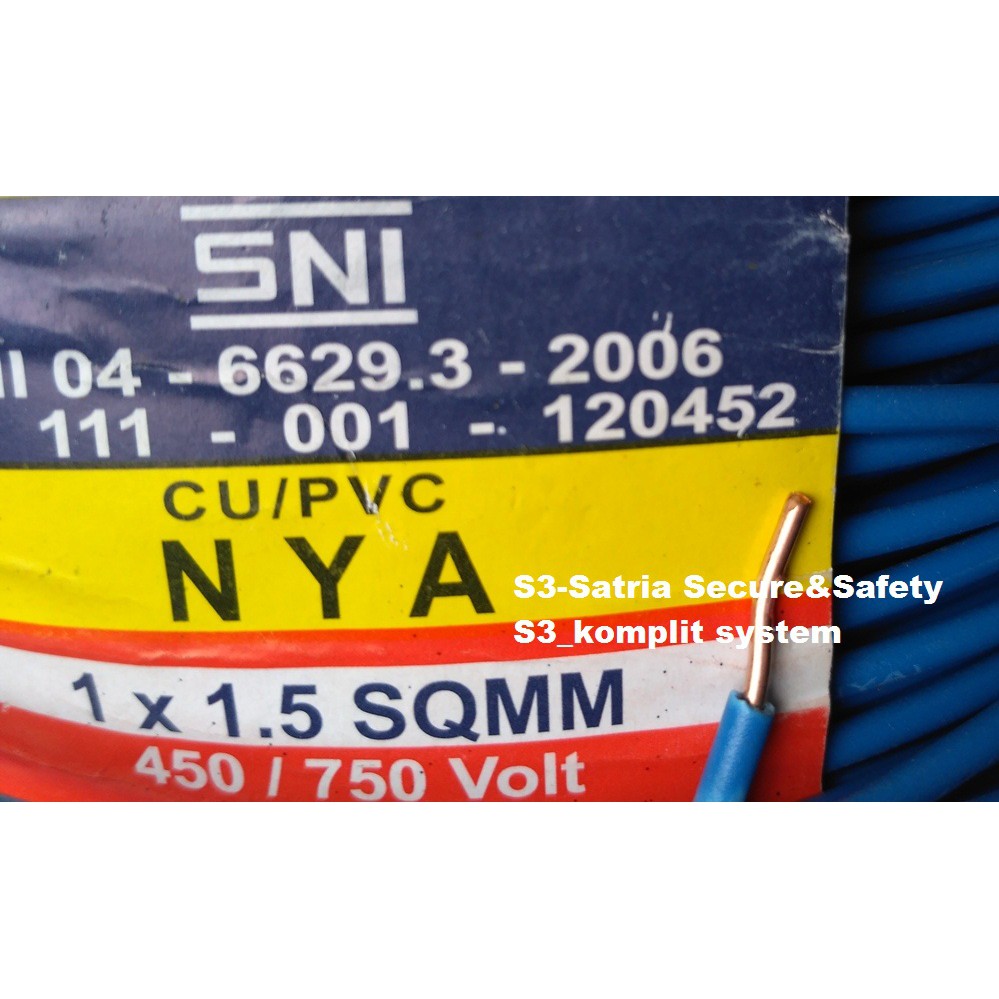 SNI
04 - 6629.3 - 2006
111 - 001 - 120452
CU/PVC
NYA
S3-Satria Secure&Safety
S3_komplit system
1 x 1.5 SQMM
450 / 750 Volt